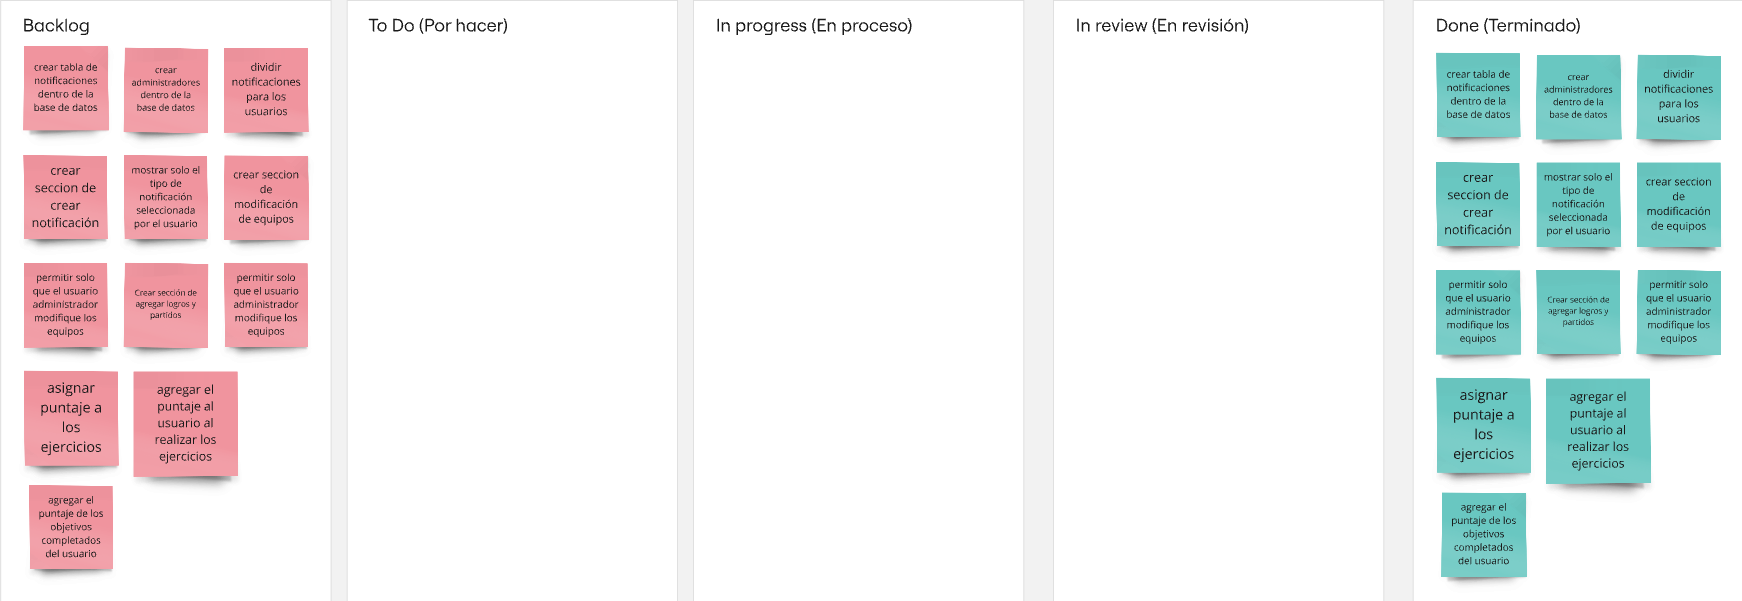 Backlog
crear tabla de
notificaciones
dentro de la
base de datos
crear
administradores
dentro de la
base de datos
dividir
notificaciones
para los
usuarios
crear
seccion de
crear
notificación
mostrar solo el
tipo de
notificación
seleccionada
por el usuario
crear seccion
de
modificación
de equipos
permitir solo
que el usuario
administrador
modifique los
equipos
Crear sección de
agregar logros y
partidos
permitir solo
que el usuario
administrador
modifique los
equipos
asignar
puntaje a
los
ejercicios
agregar el
puntaje al
usuario al
realizar los
ejercicios
agregar el
puntaje de los
objetivos
completados
del usuario
To Do (Por hacer)
In progress (En proceso)
In review (En revisión)
Done (Terminado)
crear tabla de
notificaciones
dentro de la
base de datos
crear
administradores
dentro de la
base de datos
dividir
notificaciones
para los
usuarios
crear
seccion de
crear
notificación
mostrar solo el
tipo de
notificación
seleccionada
por el usuario
crear seccion
de
modificación
de equipos
permitir solo
que el usuario
administrador
modifique los
equipos
Crear sección de
agregar logros y
partidos
permitir solo
que el usuario
administrador
modifique los
equipos
asignar
puntaje a
los
ejercicios
agregar el
puntaje al
usuario al
realizar los
ejercicios
agregar el
puntaje de los
objetivos
completados
del usuario